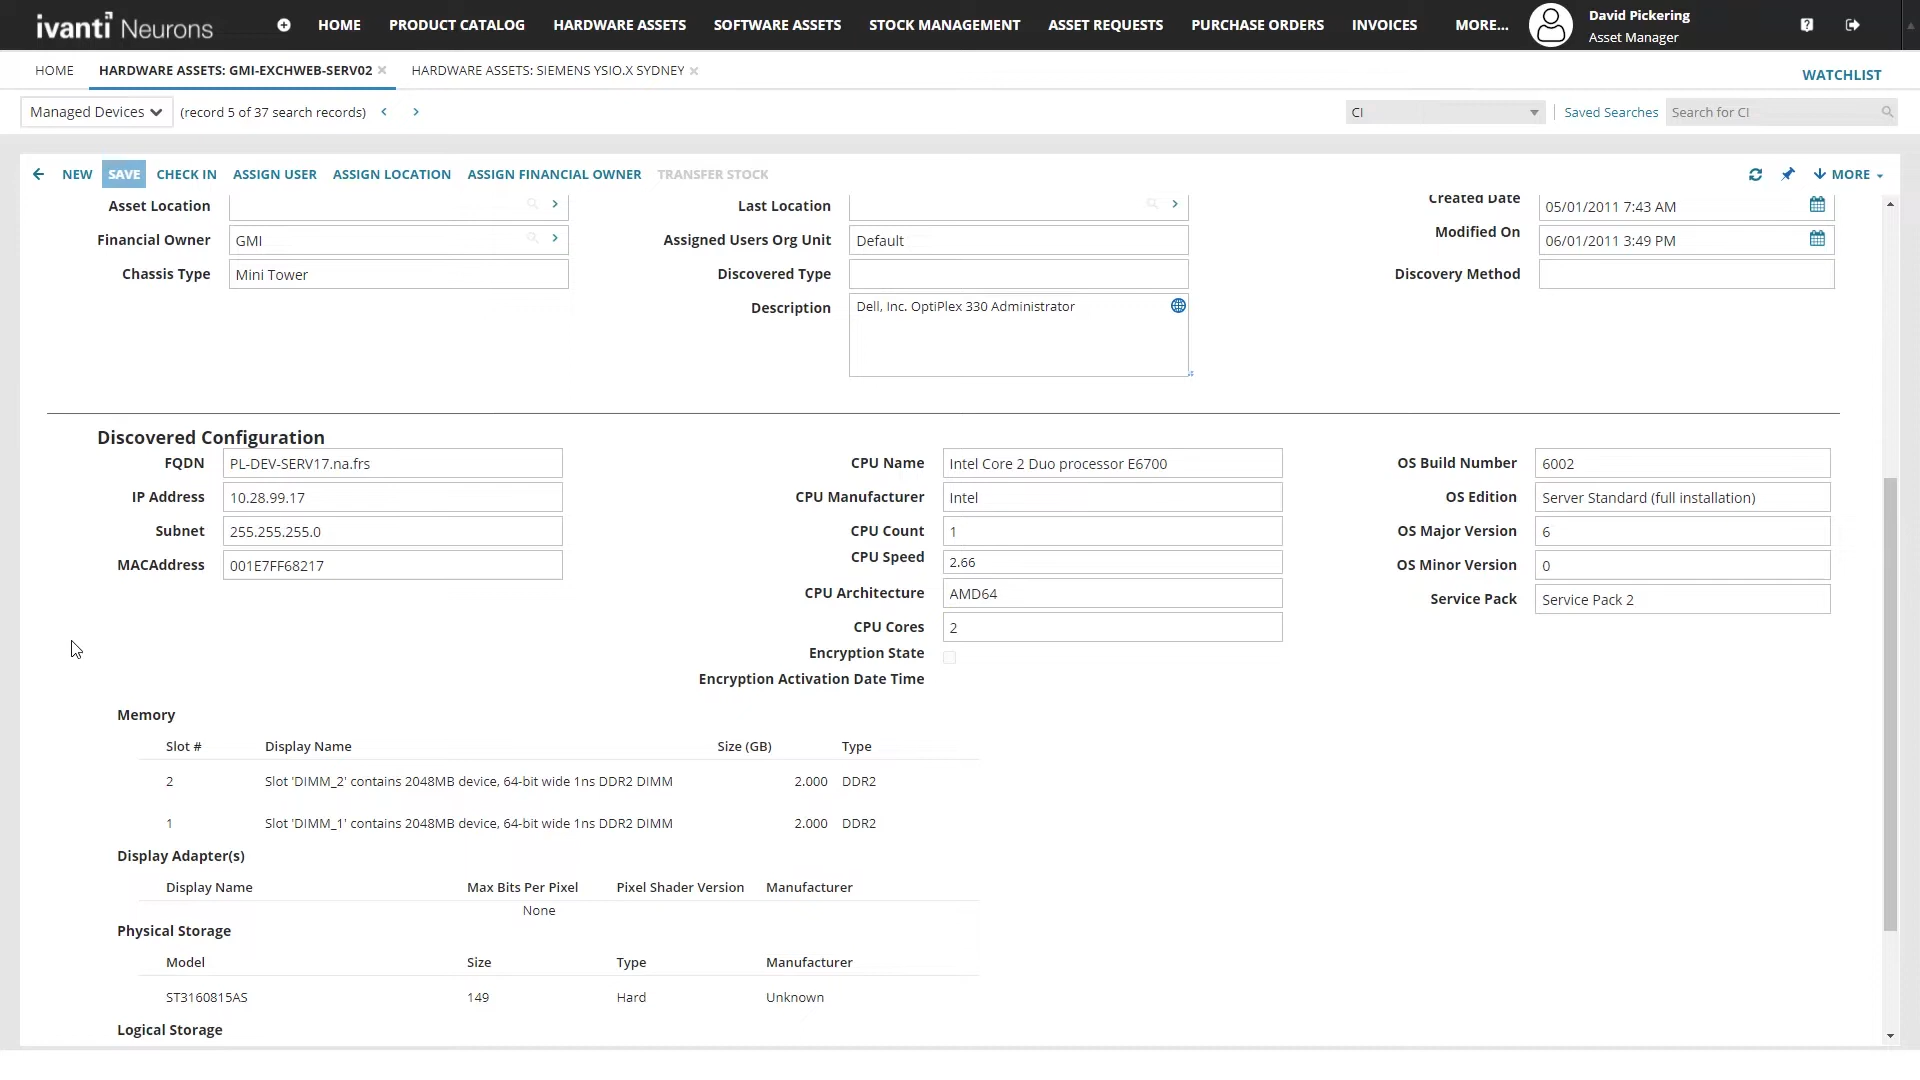 ivanti Neurons HOME PRODUCT CATALOG HARDWARE ASSETS SOFTWARE ASSETS STOCK MANAGEMENT ASSET REQUESTS PURCHASE ORDERS INVOICES MORE... David Pickering
Asset Manager
HOME HARDWARE ASSETS: GMI-EXCHWEB-SERV02 HARDWARE ASSETS: SIEMENS YSIO.X SYDNEY WATCHLIST
Managed Devices (record 5 of 37 search records) CI Saved Searches Search for CI
NEW SAVE CHECK IN ASSIGN USER ASSIGN LOCATION ASSIGN FINANCIAL OWNER TRANSFER STOCK MORE
Asset Location Last Location Created Date 05/01/2011 7:43 AM
Financial Owner GMI Assigned Users Org Unit Default Modified On 06/01/2011 3:49 PM
Chassis Type Mini Tower Discovered Type Discovery Method
Description Dell, Inc. OptiPlex 330 Administrator
Discovered Configuration
FQDN PL-DEV-SERV17.na.frs CPU Name Intel Core 2 Duo processor E6700 OS Build Number 6002
IP Address 10.28.99.17 CPU Manufacturer Intel OS Edition Server Standard (full installation)
Subnet 255.255.255.0 CPU Count 1 OS Major Version 6
MACAddress 001E7FF68217 CPU Speed 2.66 OS Minor Version 0
CPU Architecture AMD64 Service Pack Service Pack 2
CPU Cores 2
Encryption State
Encryption Activation Date Time
Memory
Slot # Display Name Size (GB) Type
2 Slot 'DIMM_2' contains 2048MB device, 64-bit wide 1ns DDR2 DIMM 2.000 DDR2
1 Slot 'DIMM_1' contains 2048MB device, 64-bit wide 1ns DDR2 DIMM 2.000 DDR2
Display Adapter(s)
Display Name Max Bits Per Pixel Pixel Shader Version Manufacturer
None
Physical Storage
Model Size Type Manufacturer
ST3160815AS 149 Hard Unknown
Logical Storage